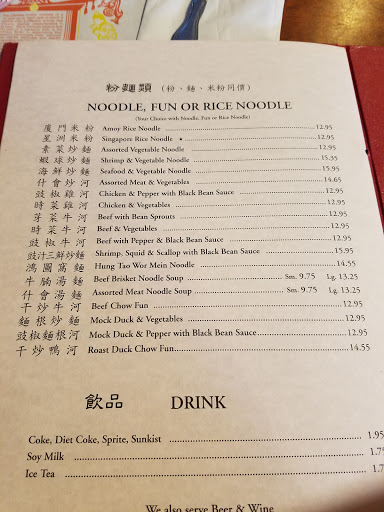 粉麵類 (粉、麵、米粉同價)
NOODLE, FUN OR RICE NOODLE
(Your Choice with Noodle, Fun or Rice Noodle)
廈門米粉 Amoy Rice Noodle 12.95
星洲米粉 Singapore Rice Noodle 12.95
素菜炒麵 Assorted Vegetable Noodle 12.95
蝦球炒麵 Shrimp & Vegetable Noodle 15.35
海鮮炒麵 Seafood & Vegetable Noodle 15.95
什會炒河 Assorted Meat & Vegetables 14.65
豉椒雞河 Chicken & Pepper with Black Bean Sauce 12.95
時菜雞河 Chicken & Vegetables 12.95
芽菜牛河 Beef with Bean Sprouts 12.95
時菜牛河 Beef & Vegetables 12.95
豉椒牛河 Beef with Pepper & Black Bean Sauce 12.95
豉汁三鮮炒麵 Shrimp, Squid & Scallop with Black Bean Sauce 15.95
鴻圖窩麵 Hung Tao Wor Mein Noodle 14.55
牛腩湯麵 Beef Brisket Noodle Soup Sm. 9.75 Lg. 13.25
什會湯麵 Assorted Meat Noodle Soup Sm. 9.75 Lg. 13.25
干炒牛河 Beef Chow Fun 12.95
麵根炒麵 Mock Duck & Vegetables 12.95
豉椒麵根河 Mock Duck & Pepper with Black Bean Sauce 12.95
干炒鴨河 Roast Duck Chow Fun 14.55
飲品 DRINK
Coke, Diet Coke, Sprite, Sunkist 1.95
Soy Milk 1.75
Ice Tea 1.75
We also serve Beer & Wine